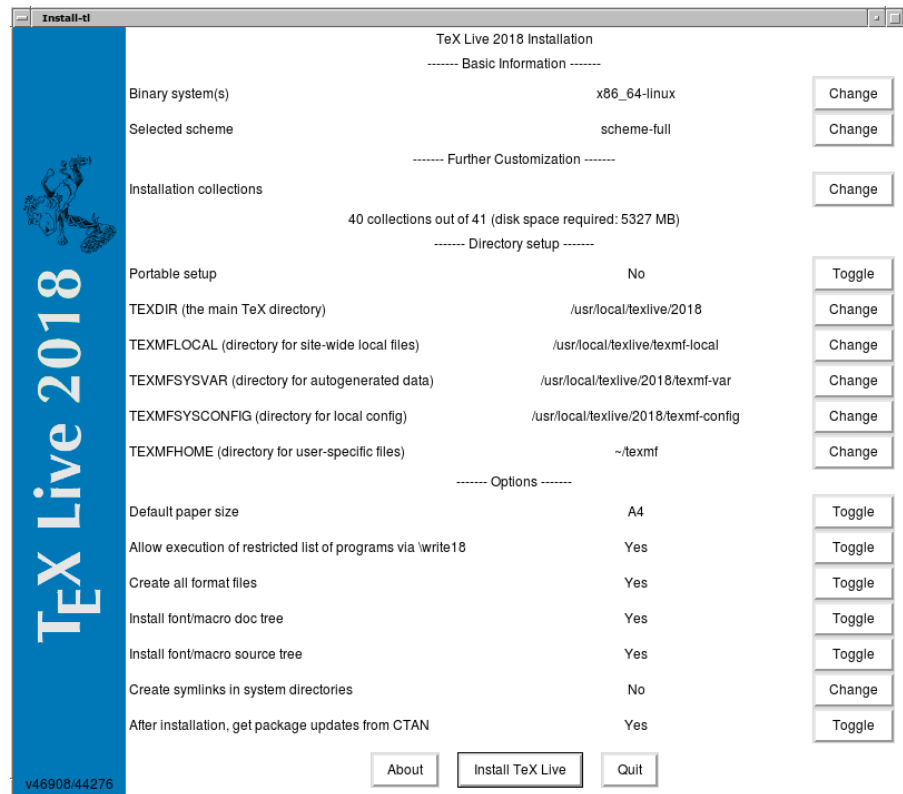 Install-tl
TeX Live 2018 Installation
------- Basic Information -------
Binary system(s) x86_64-linux Change
Selected scheme scheme-full Change
------- Further Customization -------
Installation collections Change
40 collections out of 41 (disk space required: 5327 MB)
------- Directory setup -------
Portable setup No Toggle
TEXDIR (the main TeX directory) /usr/local/texlive/2018 Change
TEXMFLOCAL (directory for site-wide local files) /usr/local/texlive/texmf-local Change
TEXMFSYSVAR (directory for autogenerated data) /usr/local/texlive/2018/texmf-var Change
TEXMFSYSCONFIG (directory for local config) /usr/local/texlive/2018/texmf-config Change
TEXMFHOME (directory for user-specific files) ~/texmf Change
------- Options -------
Default paper size A4 Toggle
Allow execution of restricted list of programs via \write18 Yes Toggle
Create all format files Yes Toggle
Install font/macro doc tree Yes Toggle
Install font/macro source tree Yes Toggle
Create symlinks in system directories No Change
After installation, get package updates from CTAN Yes Toggle
About Install TeX Live Quit
TEX Live 2018
v46908/44276